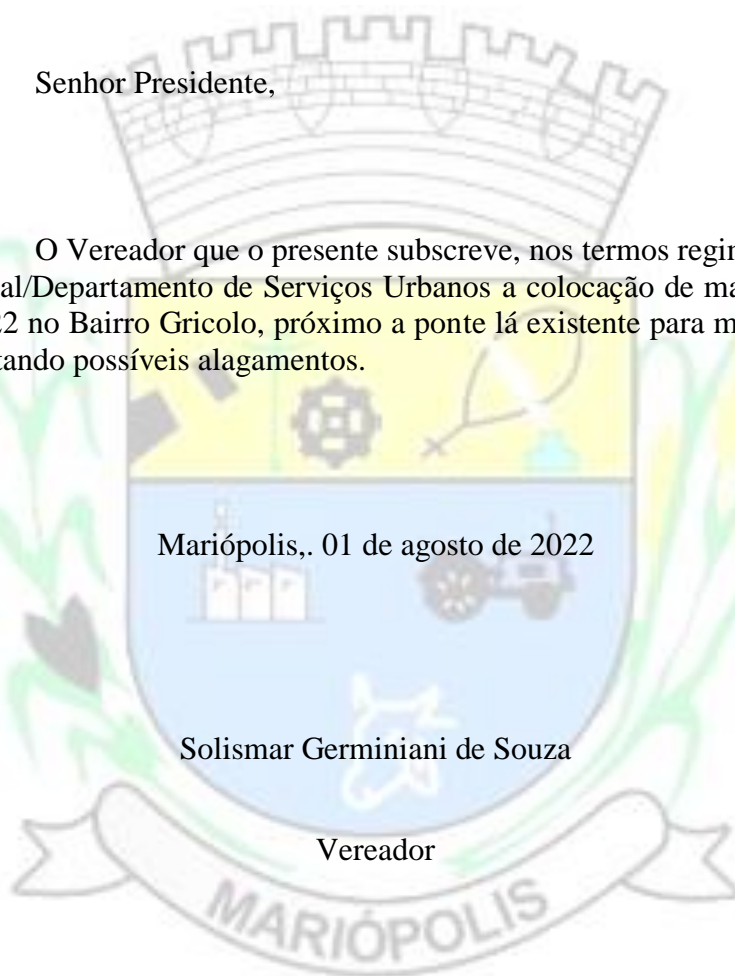 Senhor Presidente,
O Vereador que o presente subscreve, nos termos regin
al/Departamento de Serviços Urbanos a colocação de ma
22 no Bairro Gricolo, próximo a ponte lá existente para m
tando possíveis alagamentos.
Mariópolis,. 01 de agosto de 2022
Solismar Germiniani de Souza
Vereador
MARIÓPOLIS